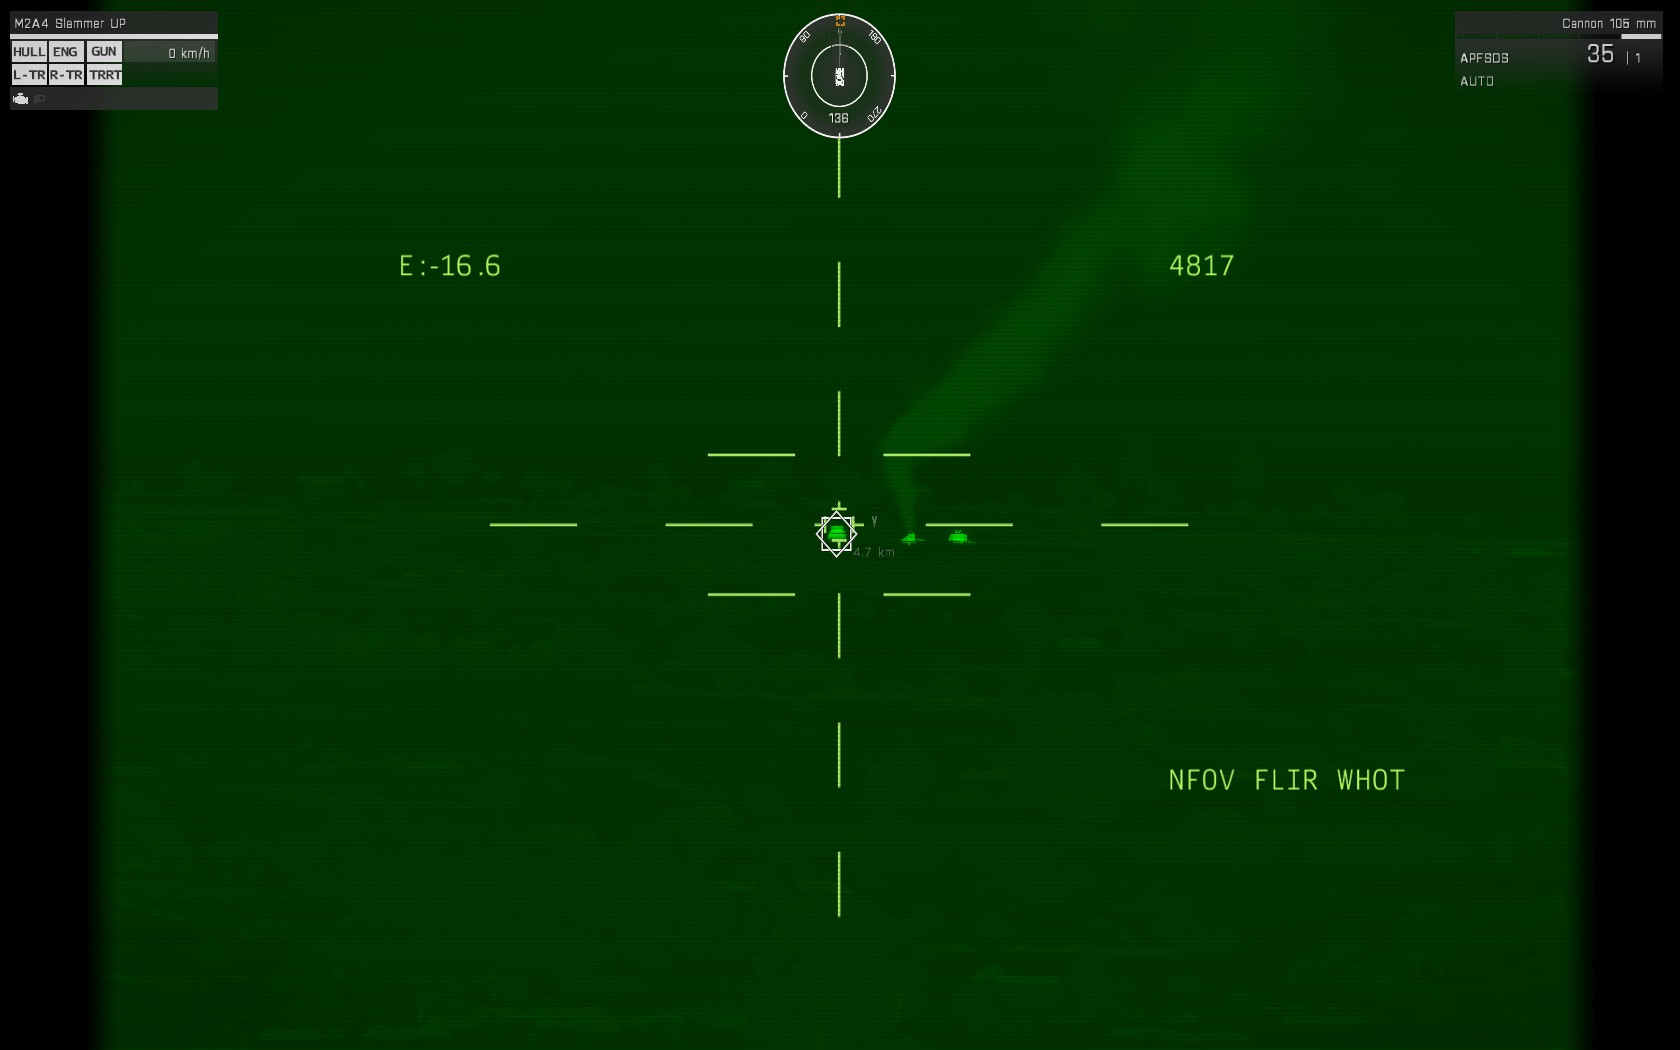 M2A4 Slammer UP
HULL ENG GUN 0 km/h
L-TR R-TR TRRT
90 180
0 270
136
Cannon 105 mm
APFSDS 35 | 1
AUTO
E:-16.6
4817
V
4.7 km
NFOV FLIR WHOT